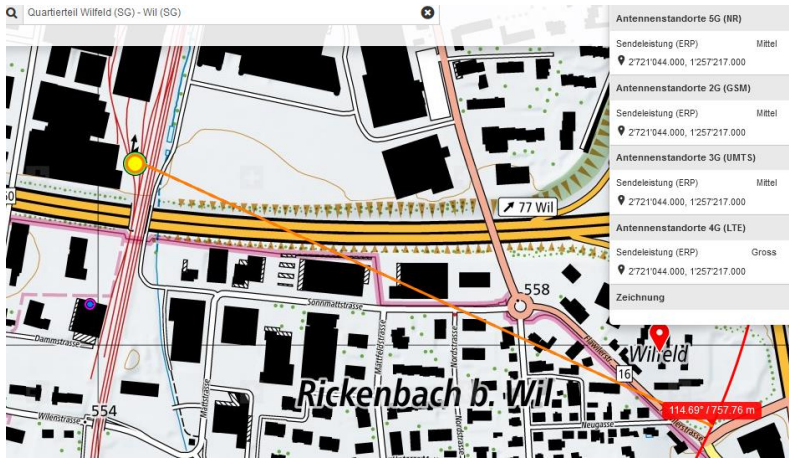 Quartierteil Wilfeld (SG) - Wil (SG)
Antennenstandorte 5G (NR)
Sendeleistung (ERP) Mittel
2'721'044.000, 1'257'217.000
Antennenstandorte 2G (GSM)
Sendeleistung (ERP) Mittel
2'721'044.000, 1'257'217.000
Antennenstandorte 3G (UMTS)
Sendeleistung (ERP) Mittel
2'721'044.000, 1'257'217.000
Antennenstandorte 4G (LTE)
Sendeleistung (ERP) Gross
2'721'044.000, 1'257'217.000
Zeichnung
77 Wil
558
Sonnmattstrasse
Dammstrasse
Mattfeldstrasse
Nordstrasse
Wilfeld
16
Rickenbach b. Wil
Mattstrasse
114.69° / 757.76 m
554
Wilenstrasse
Neugasse